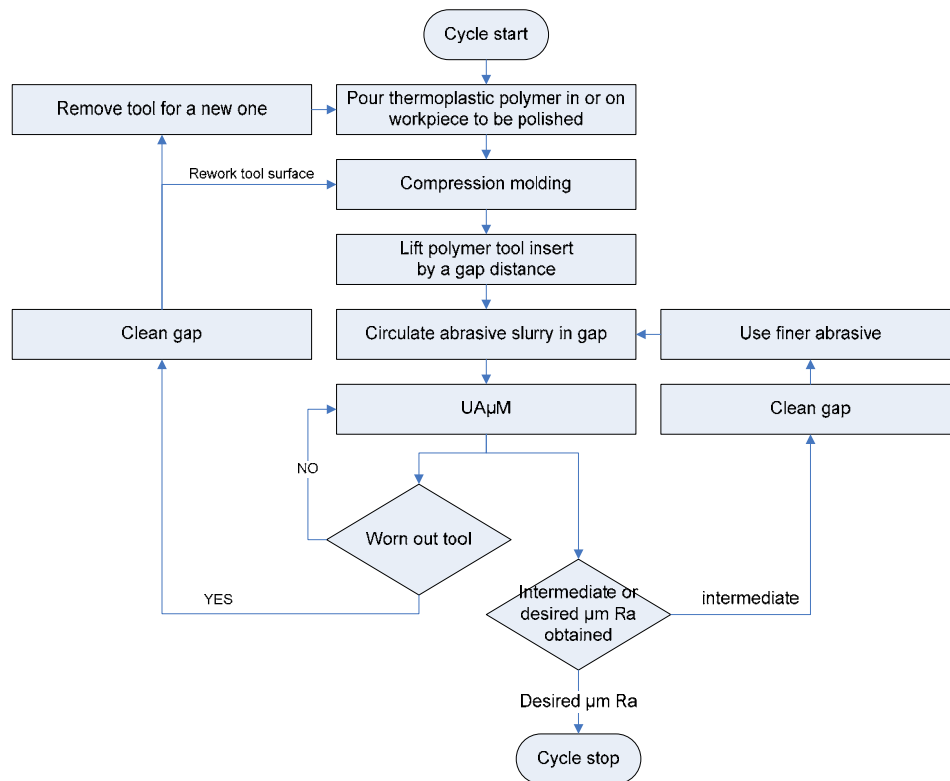 Cycle start
Remove tool for a new one
Pour thermoplastic polymer in or on
workpiece to be polished
Rework tool surface
Compression molding
Lift polymer tool insert
by a gap distance
Clean gap
Circulate abrasive slurry in gap
Use finer abrasive
UAµM
Clean gap
NO
Worn out tool
YES
Intermediate or
desired µm Ra
obtained
intermediate
Desired µm Ra
Cycle stop